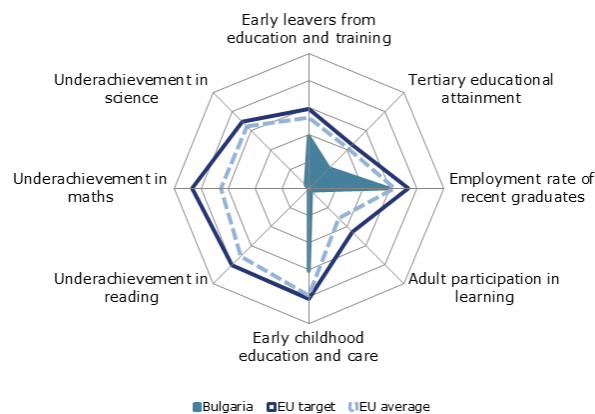 Early leavers from
education and training
Underachievement in
science
Tertiary educational
attainment
Underachievement in
maths
Employment rate of
recent graduates
Underachievement in
reading
Adult participation in
learning
Early childhood
education and care
Bulgaria EU target EU average